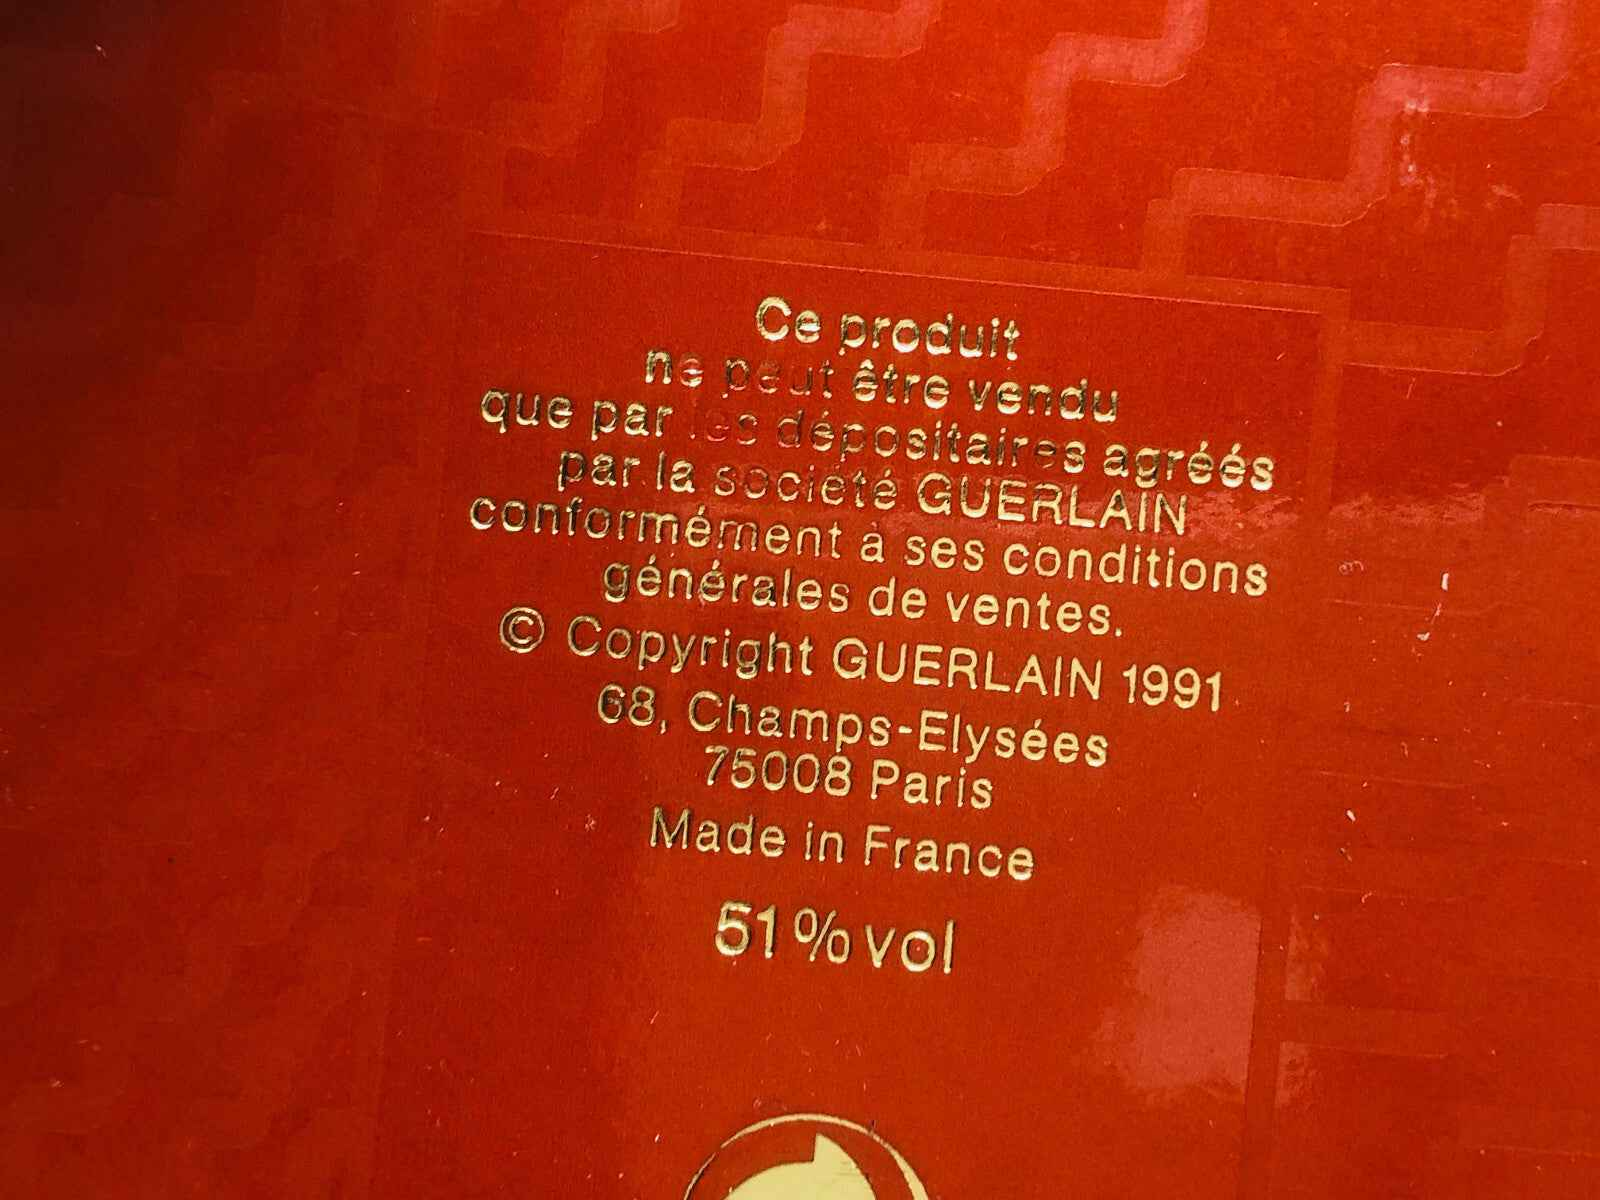 Ce produit
ne peut être vendu
que par les dépositaires agréés
par la société GUERLAIN
conformément à ses conditions
générales de ventes.
© Copyright GUERLAIN 1991
68, Champs-Elysées
75008 Paris
Made in France
51% vol